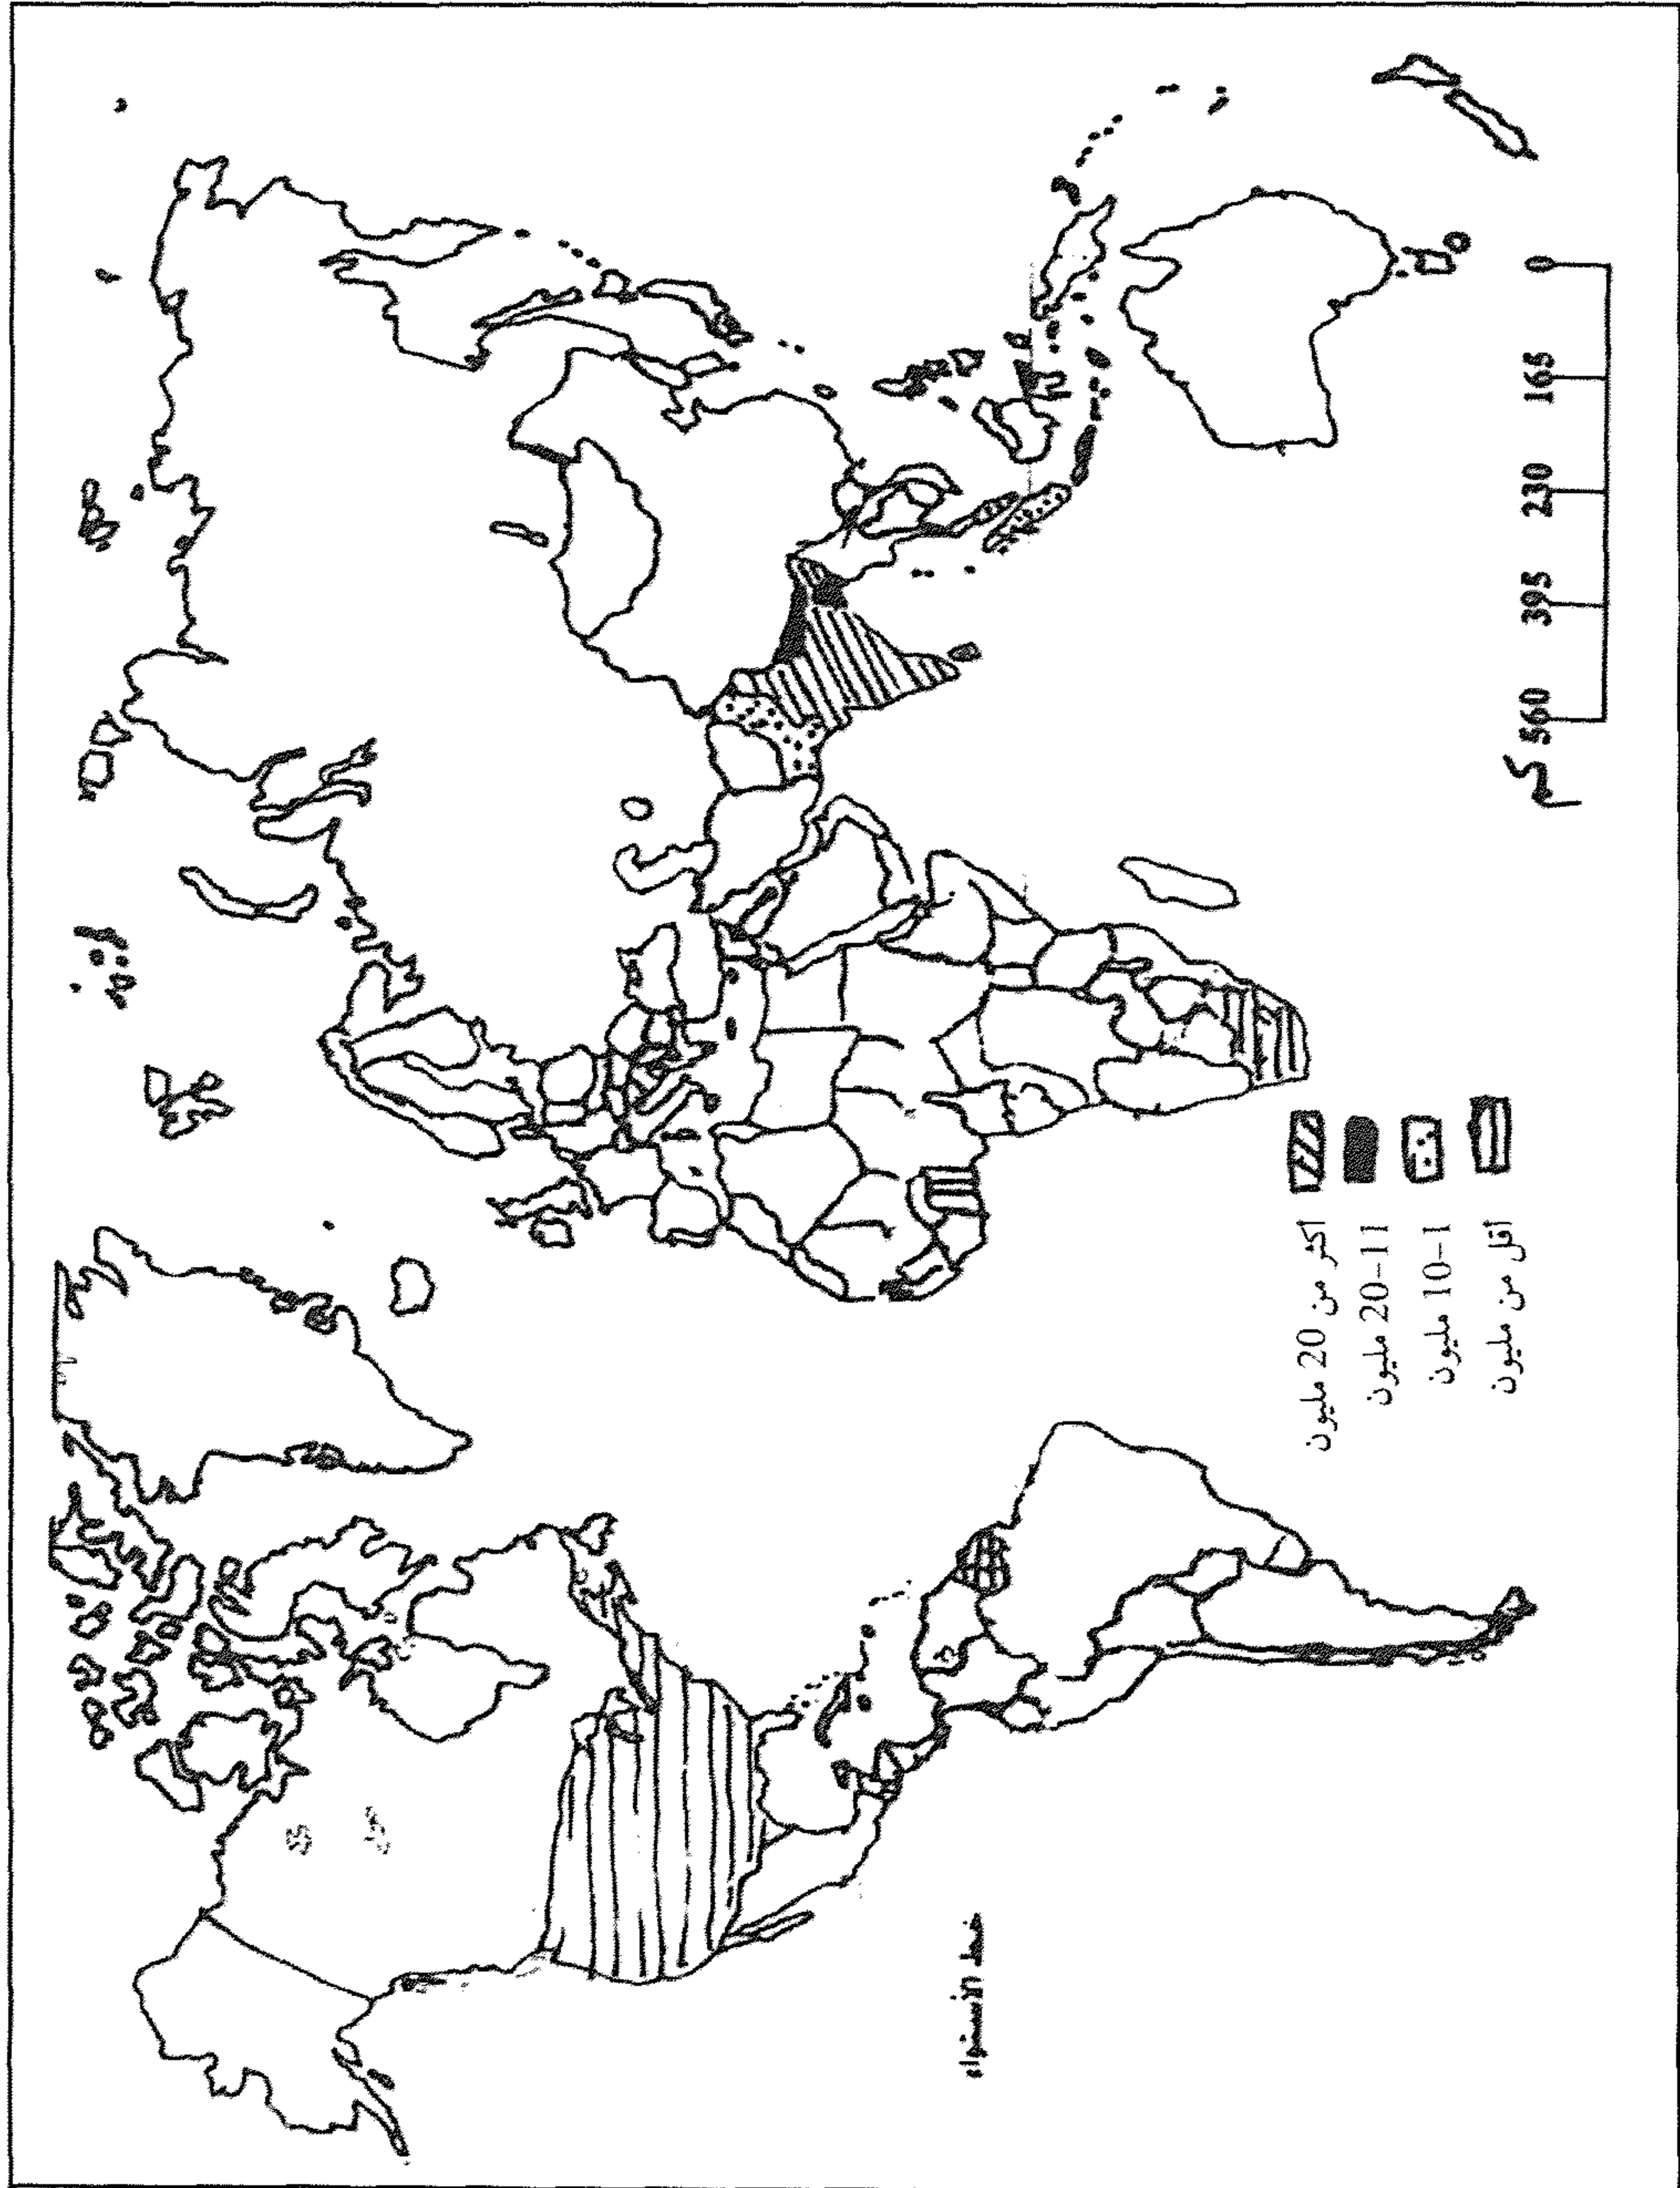 أكثر من 20 مليون
11-20 مليون
1-10 مليون
أقل من مليون
خط الأستواء
كم 560 395 230 165 0